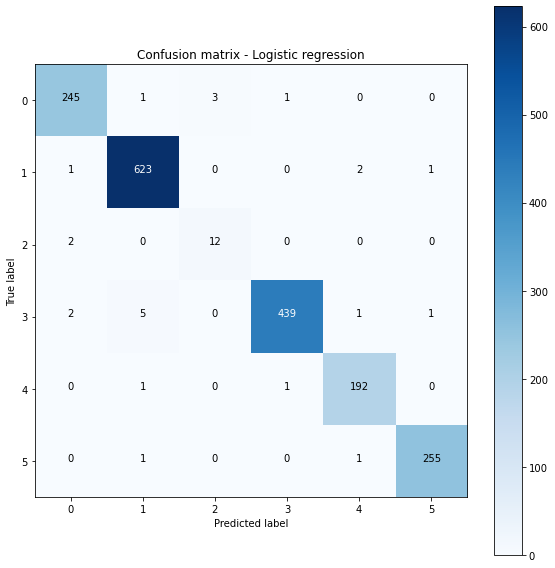 Confusion matrix - Logistic regression
0 245 1 3 1 0 0
1 1 623 0 0 2 1
2 2 0 12 0 0 0
3 2 5 0 439 1 1
4 0 1 0 1 192 0
5 0 1 0 0 1 255
0 1 2 3 4 5
True label
Predicted label
600
500
400
300
200
100
0